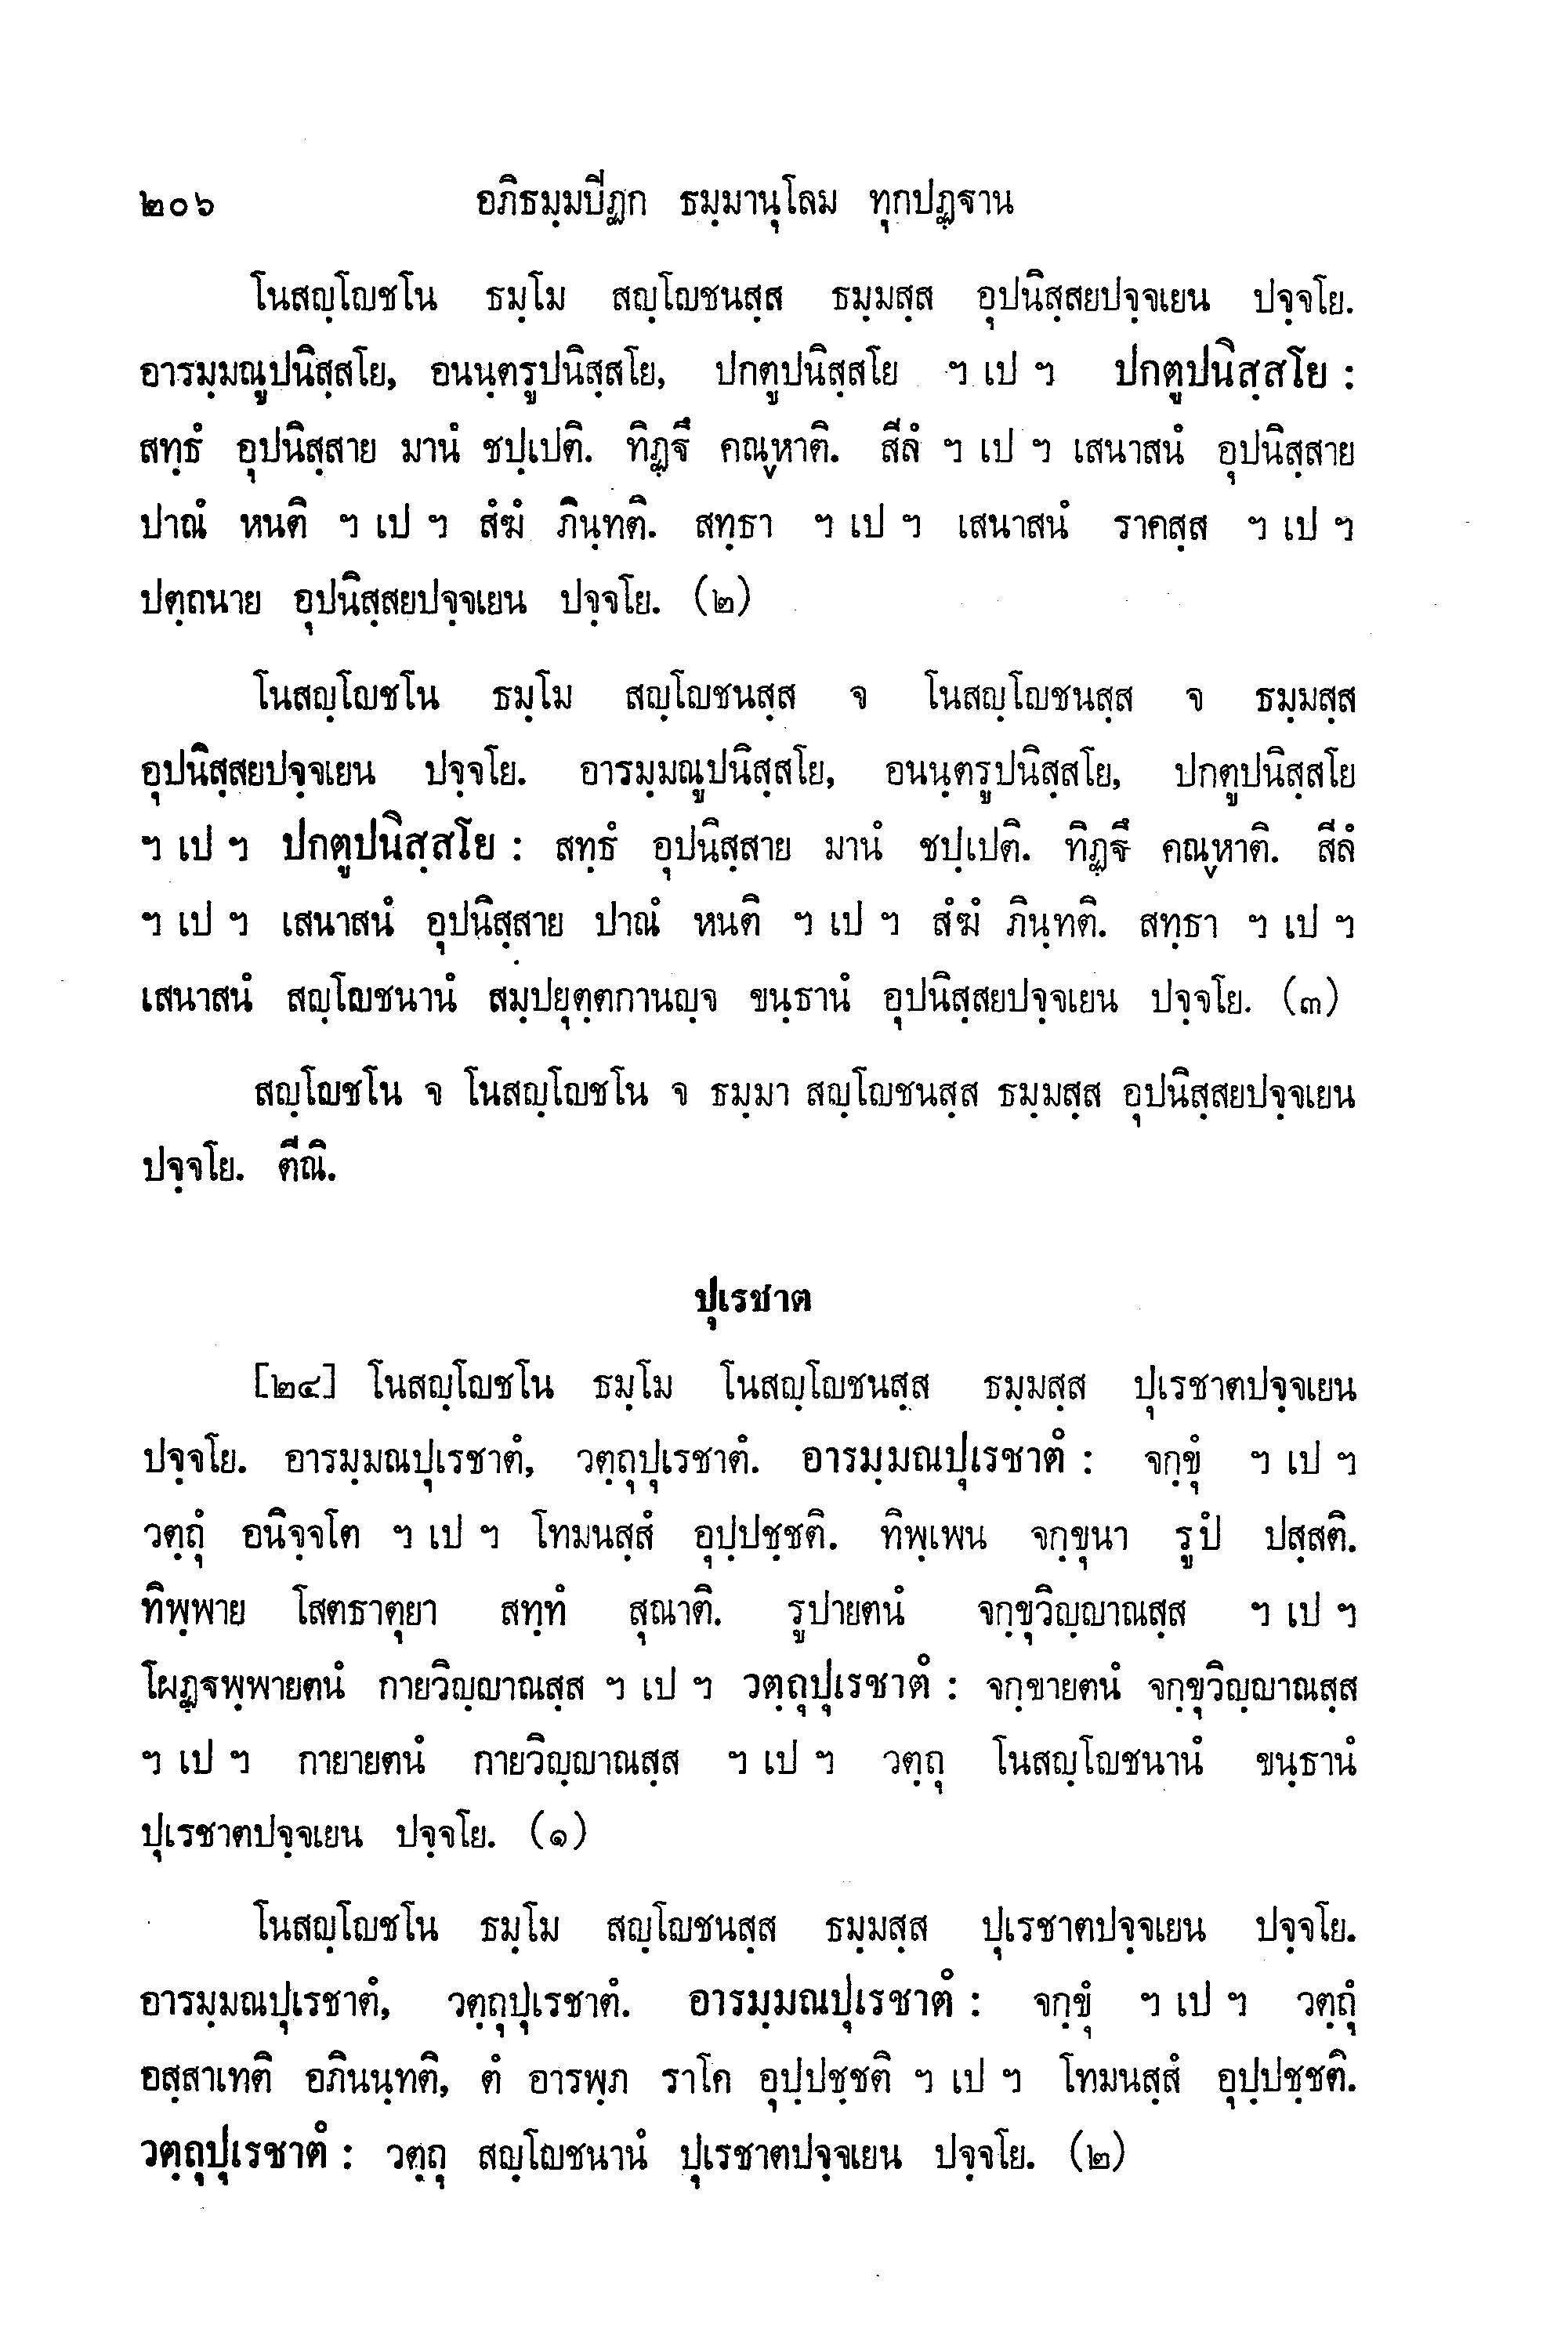 ๒๐๖ อภิธมฺมปิฏก ธมฺมานุโลม ทุกปฏฺฐาน
โนสญฺโญชโน ธมฺโม สญฺโญชนสฺส ธมฺมสฺส อุปนิสฺสยปจฺจเยน ปจฺจโย.
อารมฺมณูปนิสฺสโย, อนนฺตรูปนิสฺสโย, ปกตูปนิสฺสโย ฯ เป ฯ ปกตูปนิสฺสโย :
สทฺธํ อุปนิสฺสาย มานํ ชปฺเปติ. ทิฏฺฐึ คณฺหาติ. สีลํ ฯ เป ฯ เสนาสนํ อุปนิสฺสาย
ปาณํ หนติ ฯ เป ฯ สํฆํ ภินฺทติ. สทฺธา ฯ เป ฯ เสนาสนํ ราคสฺส ฯ เป ฯ
ปตฺถนาย อุปนิสฺสยปจฺจเยน ปจฺจโย. (๒)
โนสญฺโญชโน ธมฺโม สญฺโญชนสฺส จ โนสญฺโญชนสฺส จ ธมฺมสฺส
อุปนิสฺสยปจฺจเยน ปจฺจโย. อารมฺมณูปนิสฺสโย, อนนฺตรูปนิสฺสโย, ปกตูปนิสฺสโย
ฯ เป ฯ ปกตูปนิสฺสโย : สทฺธํ อุปนิสฺสาย มานํ ชปฺเปติ. ทิฏฺฐึ คณฺหาติ. สีลํ
ฯ เป ฯ เสนาสนํ อุปนิสฺสาย ปาณํ หนติ ฯ เป ฯ สํฆํ ภินฺทติ. สทฺธา ฯ เป ฯ
เสนาสนํ สญฺโญชนานํ สมฺปยุตฺตกานญฺจ ขนฺธานํ อุปนิสฺสยปจฺจเยน ปจฺจโย. (๓)
สญฺโญชโน จ โนสญฺโญชโน จ ธมฺมา สญฺโญชนสฺส ธมฺมสฺส อุปนิสฺสยปจฺจเยน
ปจฺจโย. ตีณิ.
ปุเรชาต
[๒๔] โนสญฺโญชโน ธมฺโม โนสญฺโญชนสฺส ธมฺมสฺส ปุเรชาตปจฺจเยน
ปจฺจโย. อารมฺมณปุเรชาตํ, วตฺถุปุเรชาตํ. อารมฺมณปุเรชาตํ : จกฺขุํ ฯ เป ฯ
วตฺถุํ อนิจฺจโต ฯ เป ฯ โทมนสฺสํ อุปฺปชฺชติ. ทิพฺเพน จกฺขุนา รูปํ ปสฺสติ.
ทิพฺพาย โสตธาตุยา สทฺทํ สุณาติ. รูปายตนํ จกฺขุวิญฺญาณสฺส ฯ เป ฯ
โผฏฺฐพฺพายตนํ กายวิญฺญาณสฺส ฯ เป ฯ วตฺถุปุเรชาตํ : จกฺขายตนํ จกฺขุวิญฺญาณสฺส
ฯ เป ฯ กายายตนํ กายวิญฺญาณสฺส ฯ เป ฯ วตฺถุ โนสญฺโญชนานํ ขนฺธานํ
ปุเรชาตปจฺจเยน ปจฺจโย. (๑)
โนสญฺโญชโน ธมฺโม สญฺโญชนสฺส ธมฺมสฺส ปุเรชาตปจฺจเยน ปจฺจโย.
อารมฺมณปุเรชาตํ, วตฺถุปุเรชาตํ. อารมฺมณปุเรชาตํ : จกฺขุํ ฯ เป ฯ วตฺถุํ
อสฺสาเทติ อภินนฺทติ, ตํ อารพฺภ ราโค อุปฺปชฺชติ ฯ เป ฯ โทมนสฺสํ อุปฺปชฺชติ.
วตฺถุปุเรชาตํ : วตฺถุ สญฺโญชนานํ ปุเรชาตปจฺจเยน ปจฺจโย. (๒)